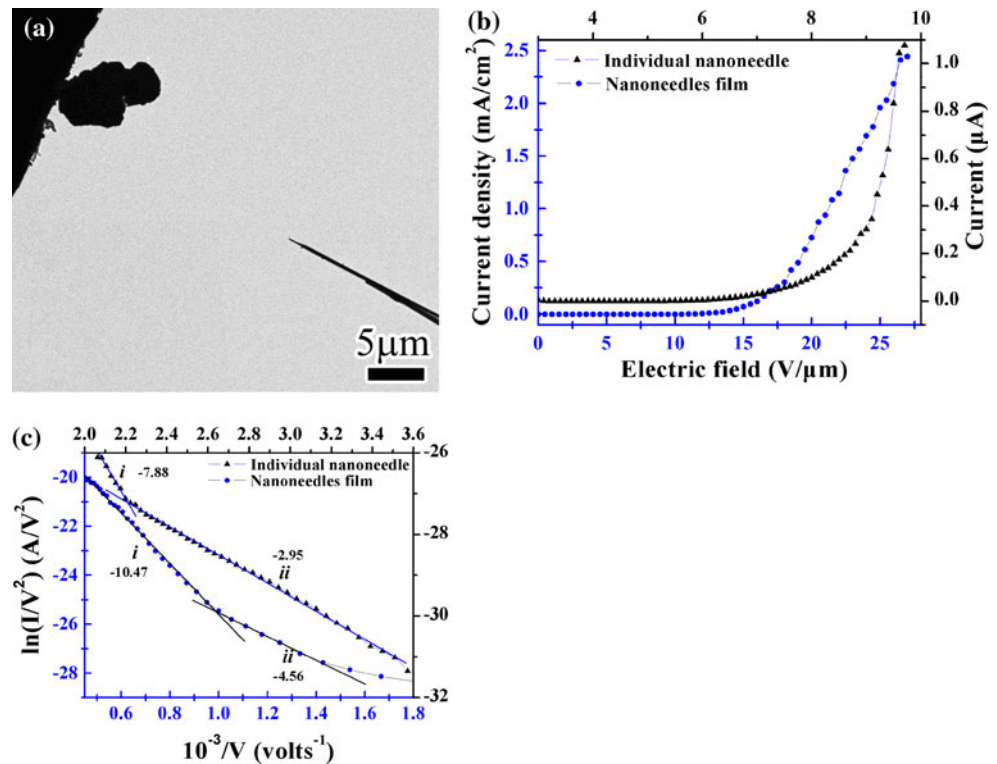 (a)
5μm
(b)
3 4 5 6 7 8 9 10
Individual nanoneedle
Nanoneedles film
Current density (mA/cm²)
2.5
2.0
1.5
1.0
0.5
0.0
1.0
0.8
0.6
0.4
0.2
0.0
Current (μA)
0 5 10 15 20 25
Electric field (V/μm)
(c)
2.0 2.2 2.4 2.6 2.8 3.0 3.2 3.4 3.6
Individual nanoneedle
Nanoneedles film
ln(I/V²) (A/V²)
-20
-22
-24
-26
-28
-26
-28
-30
-32
i
-7.88
i
-10.47
-2.95
ii
ii
-4.56
0.6 0.8 1.0 1.2 1.4 1.6 1.8
10⁻³/V (volts⁻¹)